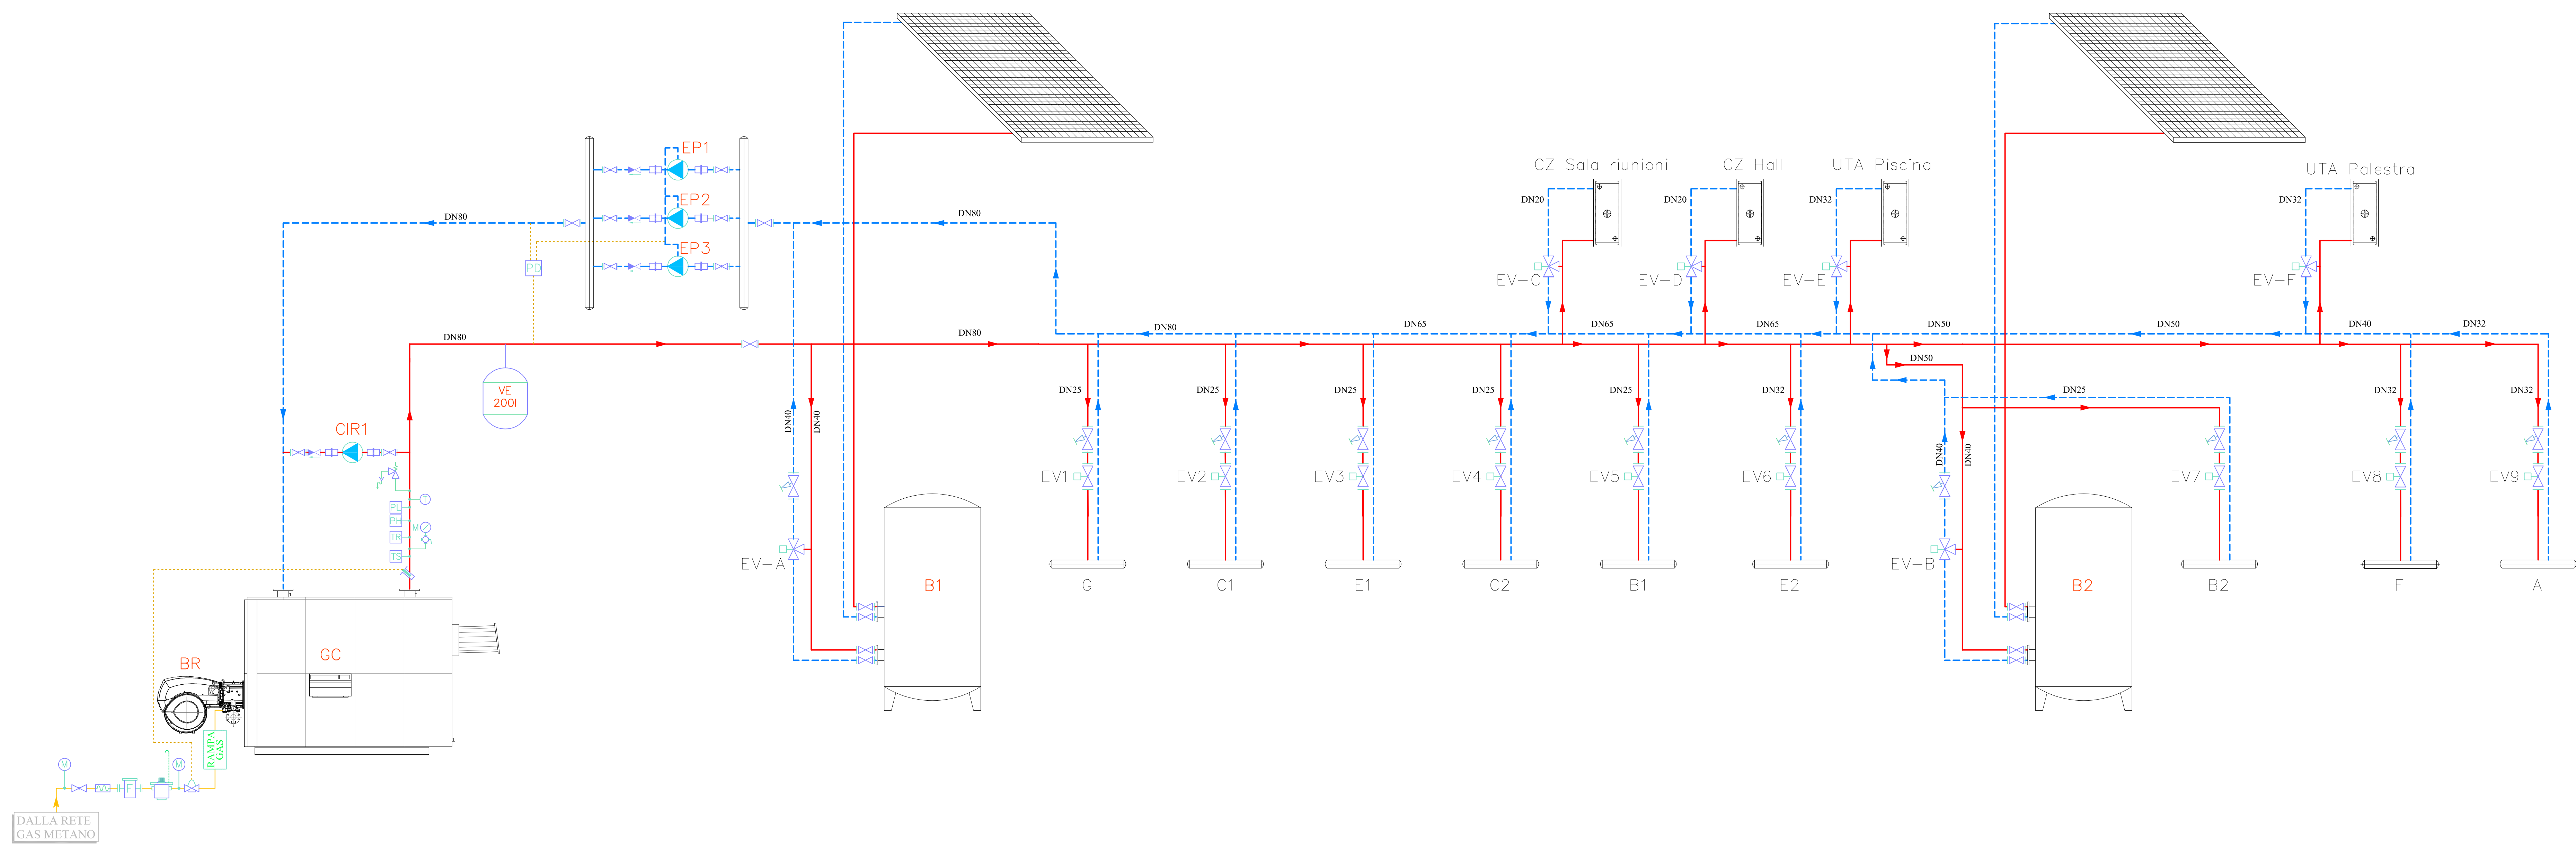 CZ Sala riunioni
CZ Hall
UTA Piscina
UTA Palestra
EP1
EP2
EP3
DN20
DN20
DN32
DN32
DN80
DN80
PD
EV-C
EV-D
EV-E
EV-F
DN80
DN80
DN80
DN65
DN65
DN65
DN50
DN50
DN40
DN32
DN50
VE
200l
DN25
DN25
DN25
DN25
DN25
DN32
DN25
DN32
DN32
DN40
DN40
CIR1
DN40
DN40
EV1
EV2
EV3
EV4
EV5
EV6
EV7
EV8
EV9
T
PL
PH
M
TR
TS
EV-A
EV-B
G
C1
E1
C2
B1
E2
B2
F
A
B1
B2
BR
GC
RAMPA
GAS
M
M
F
DALLA RETE
GAS METANO